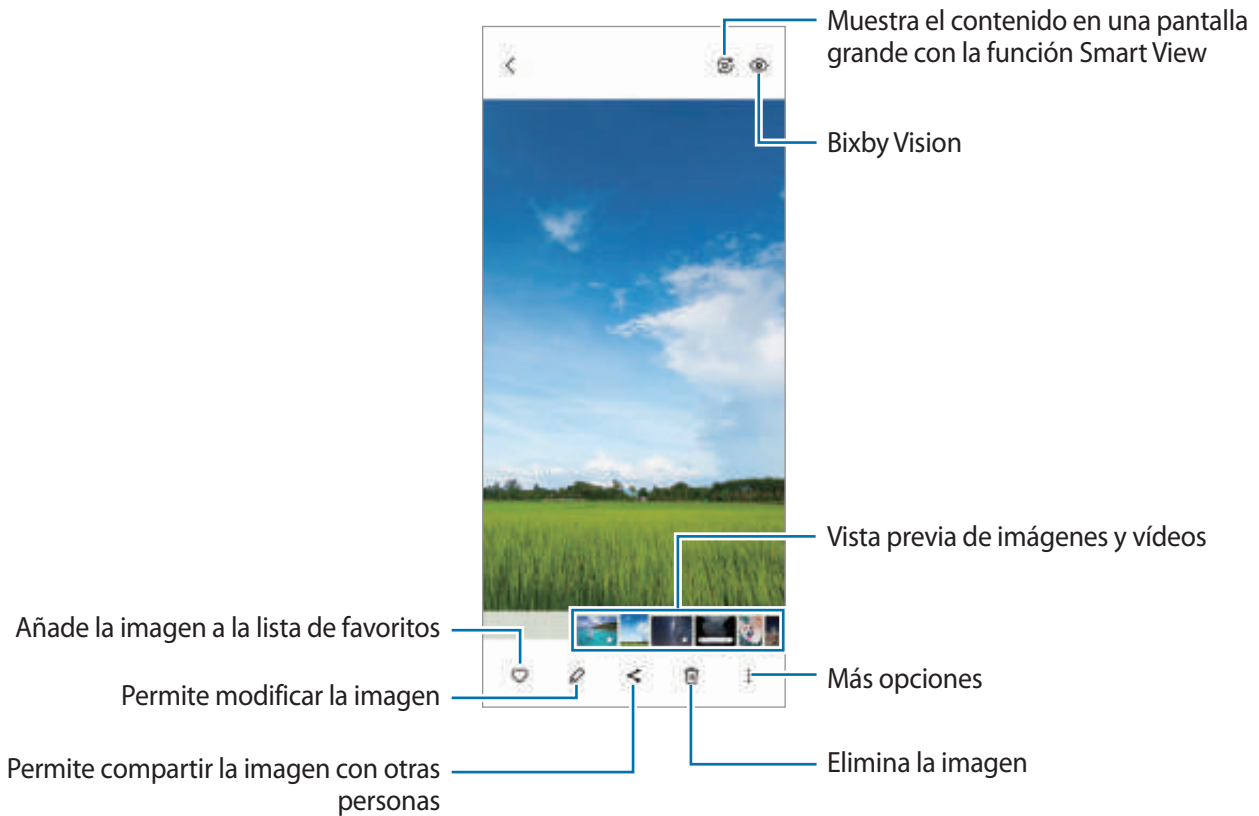 Muestra el contenido en una pantalla
grande con la función Smart View
Bixby Vision
Vista previa de imágenes y vídeos
Añade la imagen a la lista de favoritos
Más opciones
Permite modificar la imagen
Elimina la imagen
Permite compartir la imagen con otras
personas